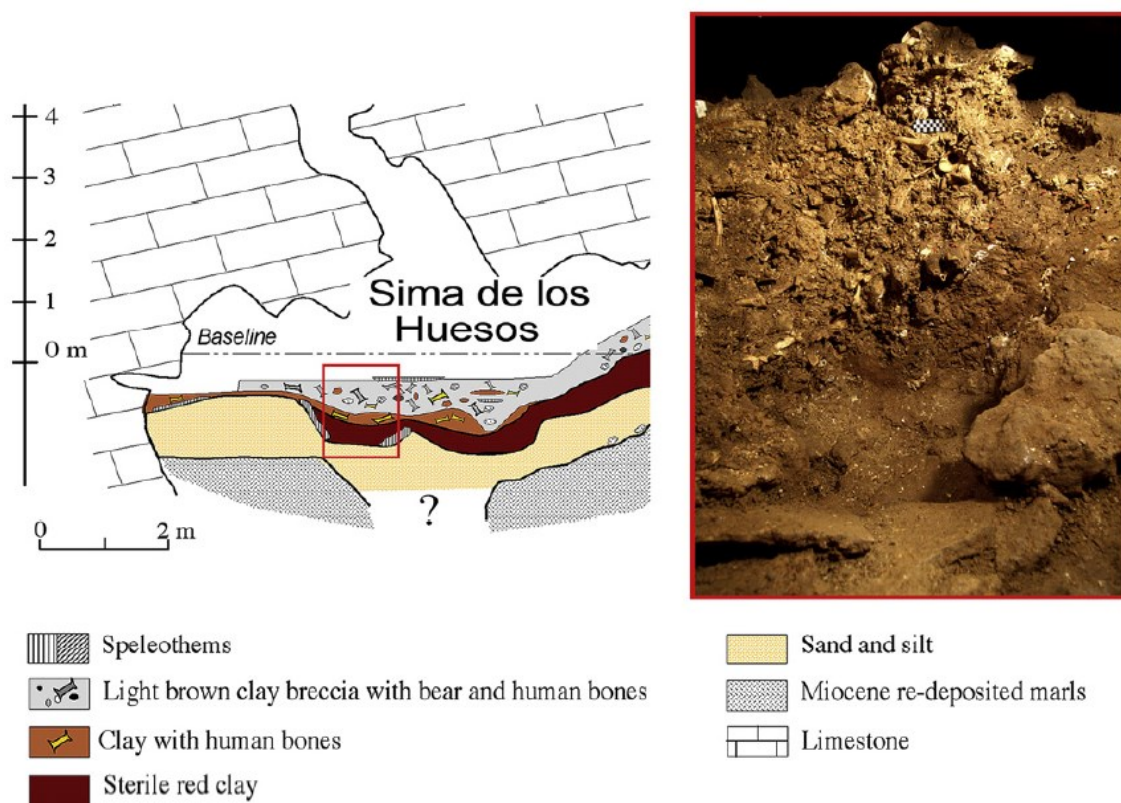 4
3
2
1
0 m
Sima de los
Huesos
Baseline
?
0 2 m
Speleothems
Light brown clay breccia with bear and human bones
Clay with human bones
Sterile red clay
Sand and silt
Miocene re-deposited marls
Limestone